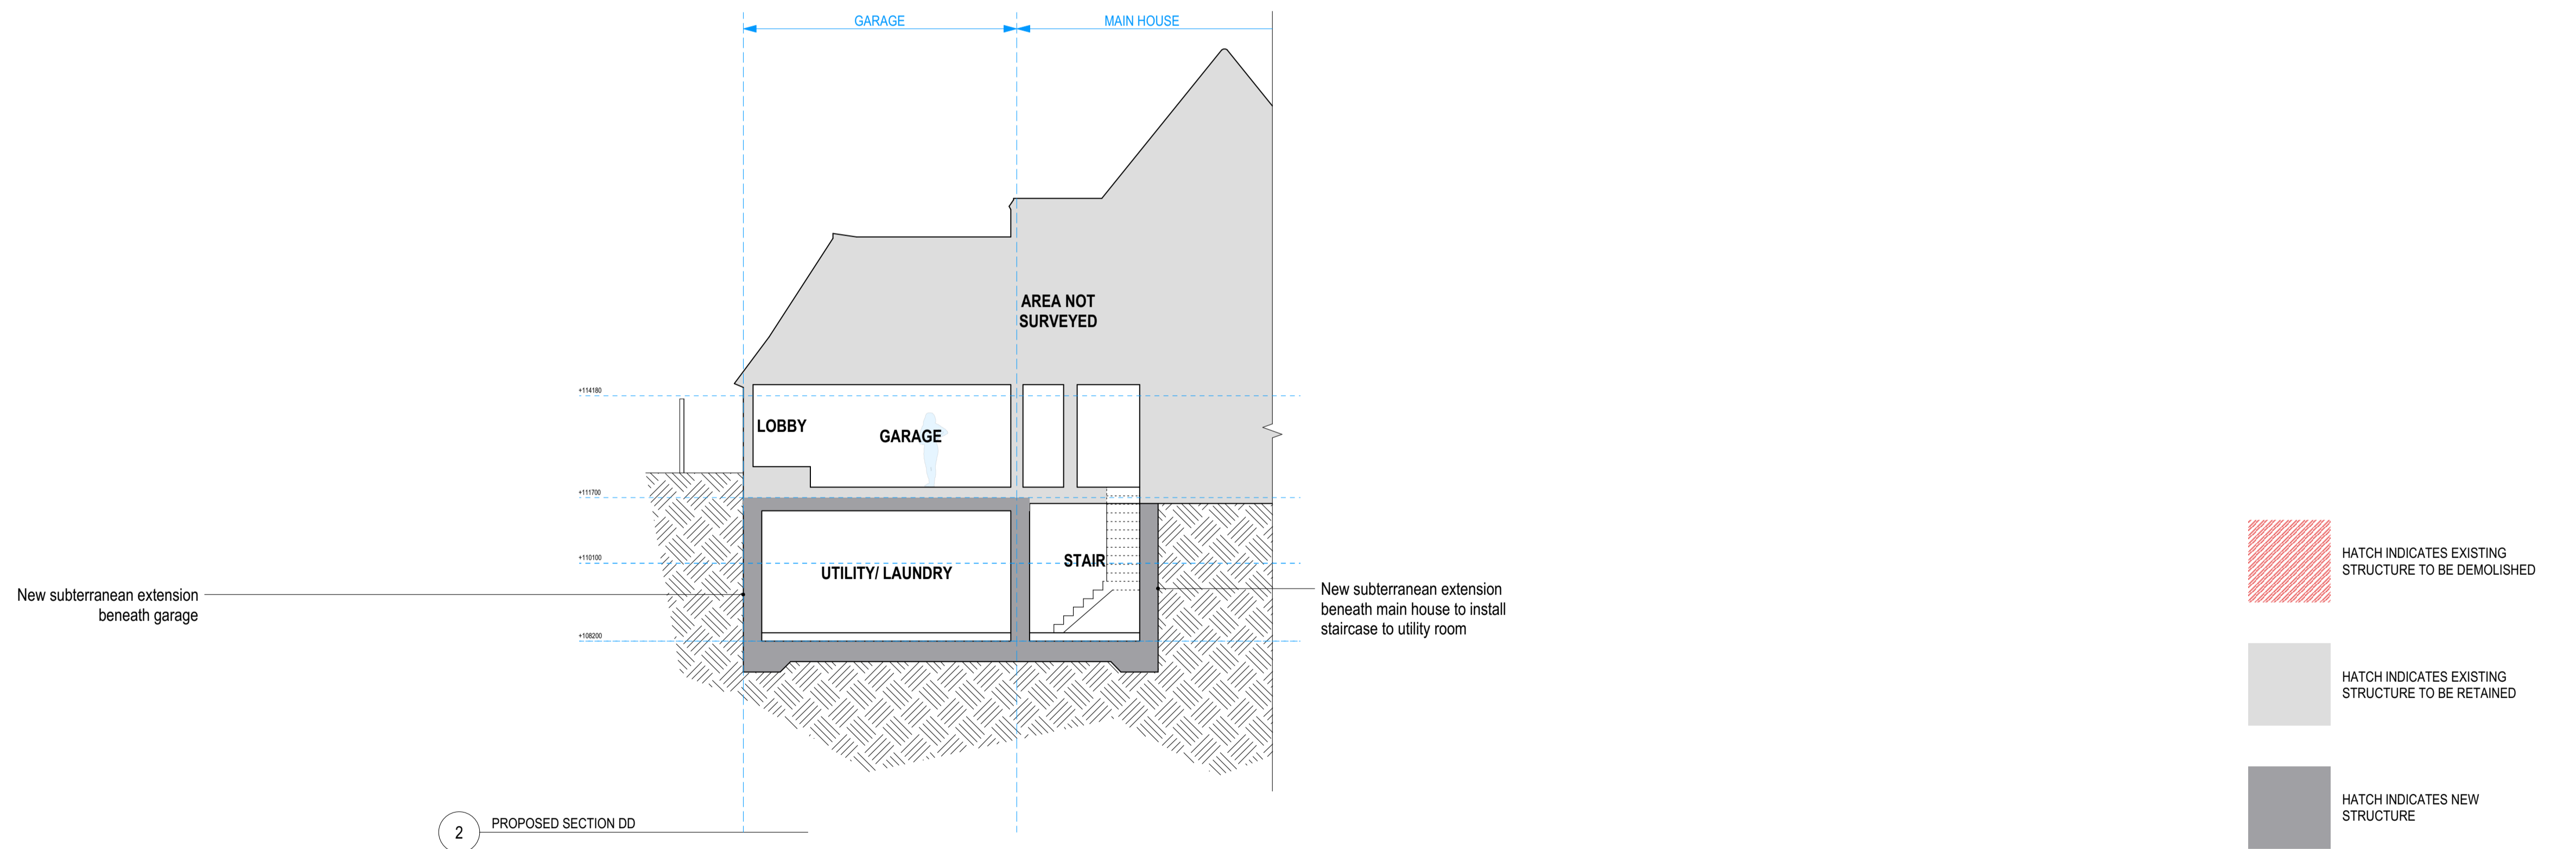 GARAGE
MAIN HOUSE
AREA NOT
SURVEYED
+114180
LOBBY
GARAGE
+111700
+110100
STAIR
UTILITY/ LAUNDRY
New subterranean extension
beneath garage
New subterranean extension
beneath main house to install
staircase to utility room
+108200
2
PROPOSED SECTION DD
HATCH INDICATES EXISTING
STRUCTURE TO BE DEMOLISHED
HATCH INDICATES EXISTING
STRUCTURE TO BE RETAINED
HATCH INDICATES NEW
STRUCTURE